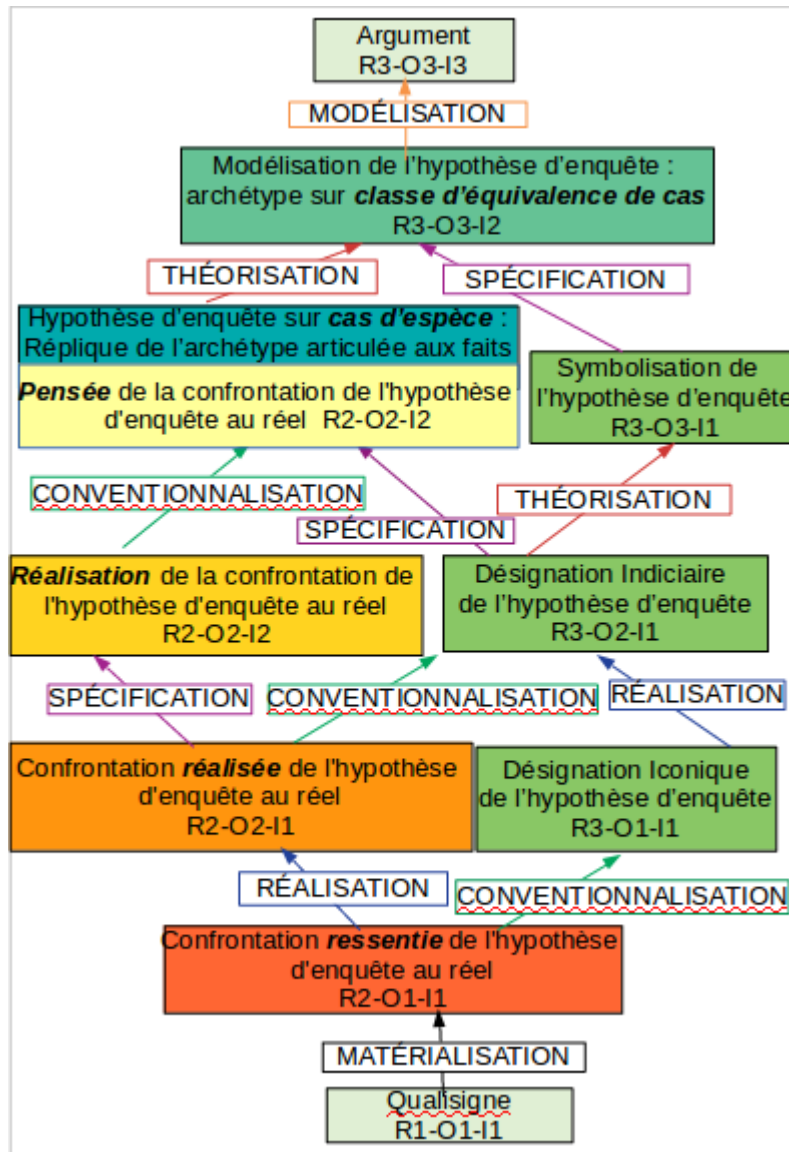 Argument
R3-O3-I3
MODÉLISATION
Modélisation de l'hypothèse d'enquête :
archétype sur classe d'équivalence de cas
R3-O3-I2
THÉORISATION
SPÉCIFICATION
Hypothèse d'enquête sur cas d'espèce :
Réplique de l'archétype articulée aux faits
Pensée de la confrontation de l'hypothèse
d'enquête au réel R2-O2-I2
Symbolisation de
l'hypothèse d'enquête
R3-O3-I1
CONVENTIONNALISATION
THÉORISATION
SPÉCIFICATION
Réalisation de la confrontation de
l'hypothèse d'enquête au réel
R2-O2-I2
Désignation Indiciaire
de l'hypothèse d'enquête
R3-O2-I1
SPÉCIFICATION
CONVENTIONNALISATION
RÉALISATION
Confrontation réalisée de l'hypothèse
d'enquête au réel
R2-O2-I1
Désignation Iconique
de l'hypothèse d'enquête
R3-O1-I1
RÉALISATION
CONVENTIONNALISATION
Confrontation ressentie de l'hypothèse
d'enquête au réel
R2-O1-I1
MATÉRIALISATION
Qualisigne
R1-O1-I1